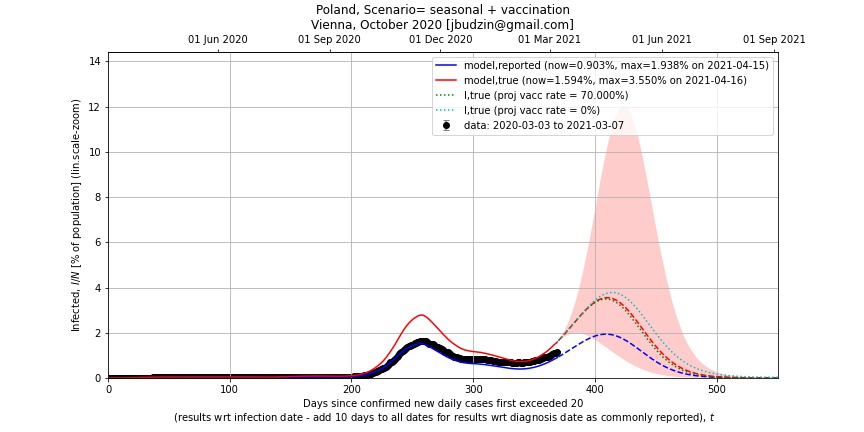 Poland, Scenario= seasonal + vaccination
Vienna, October 2020 [jbudzin@gmail.com]
01 Jun 2020 01 Sep 2020 01 Dec 2020 01 Mar 2021 01 Jun 2021 01 Sep 2021
model,reported (now=0.903%, max=1.938% on 2021-04-15)
model,true (now=1.594%, max=3.550% on 2021-04-16)
I,true (proj vacc rate = 70.000%)
I,true (proj vacc rate = 0%)
data: 2020-03-03 to 2021-03-07
14
12
10
8
6
4
2
0
Infected, I/N [% of population] (lin.scale-zoom)
0 100 200 300 400 500
Days since confirmed new daily cases first exceeded 20
(results wrt infection date - add 10 days to all dates for results wrt diagnosis date as commonly reported), t